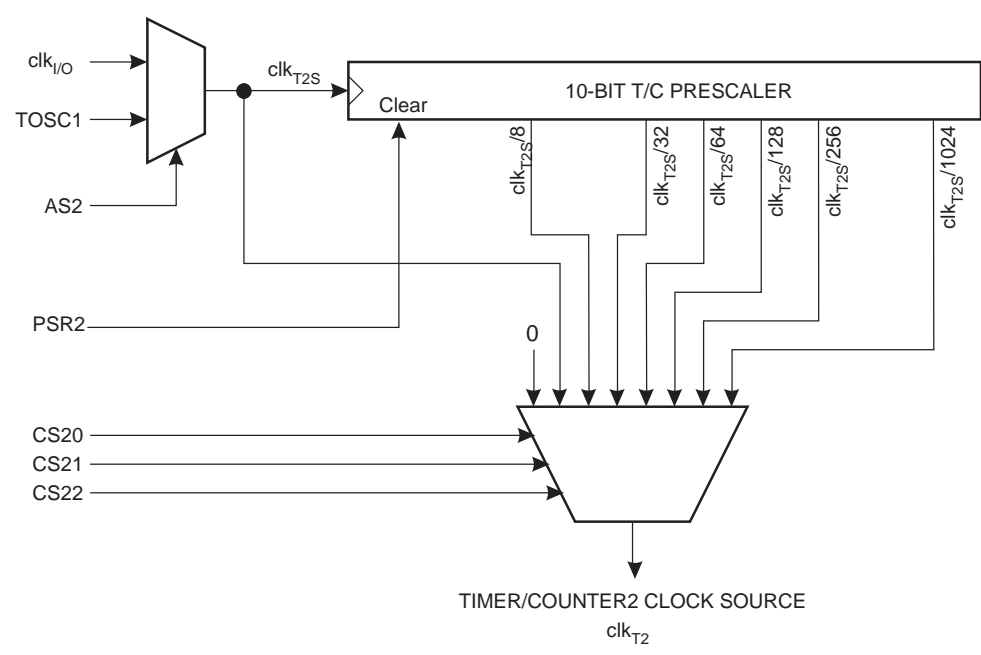 clkI/O
clkT2S
10-BIT T/C PRESCALER
Clear
TOSC1
clkT2S/8
clkT2S/32
clkT2S/64
clkT2S/128
clkT2S/256
clkT2S/1024
AS2
PSR2
0
CS20
CS21
CS22
TIMER/COUNTER2 CLOCK SOURCE
clkT2